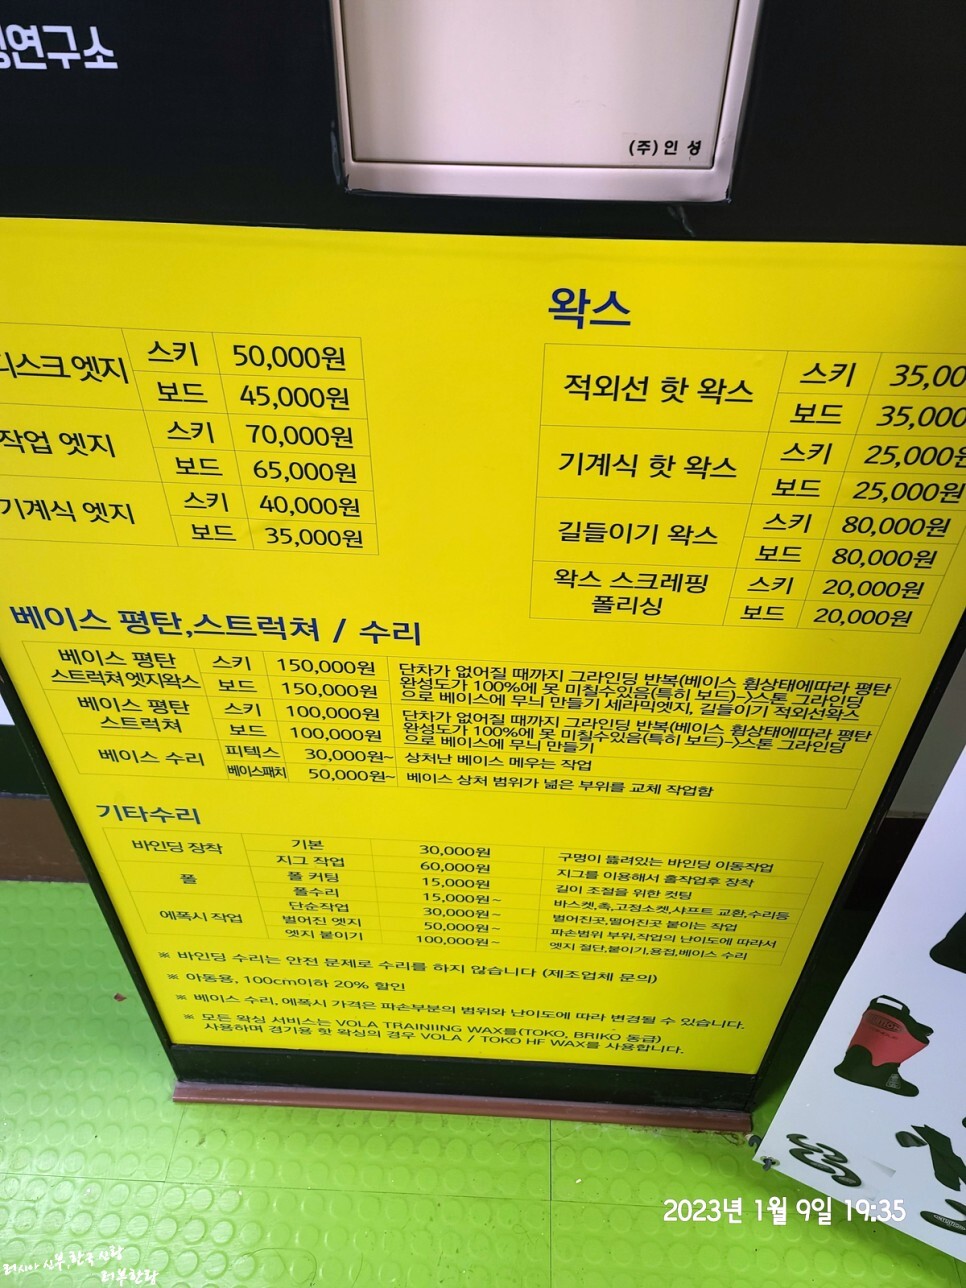 연구소
(주)인 성
디스크엣지 스키 50,000원
보드 45,000원
작업 엣지 스키 70,000원
보드 65,000원
기계식 엣지 스키 40,000원
보드 35,000원
왁스
적외선 핫 왁스 스키 35,00
보드 35,000
기계식 핫 왁스 스키 25,000원
보드 25,000원
길들이기 왁스 스키 80,000원
보드 80,000원
왁스 스크레핑 스키 20,000원
폴리싱 보드 20,000원
베이스 평탄,스트럭쳐 / 수리
베이스 평탄 스키 150,000원 단차가 없어질 때까지 그라인딩 반복(베이스 휨상태에따라 평탄
스트럭쳐엣지왁스 보드 150,000원 완성도가 100%에 못 미칠수있음(특히 보드)->스톤 그라인딩
으로 베이스에 무늬 만들기 세라믹엣지, 길들이기 적외선왁스
베이스 평탄 스키 100,000원 단차가 없어질 때까지 그라인딩 반복(베이스 휨상태에따라 평탄
스트럭쳐 보드 100,000원 완성도가 100%에 못 미칠수있음(특히 보드)->스톤 그라인딩
으로 베이스에 무늬 만들기
베이스 수리 피텍스 30,000원~ 상처난 베이스 메우는 작업
베이스패치 50,000원~ 베이스 상처 범위가 넓은 부위를 교체 작업함
기타수리
바인딩 장착 기본 30,000원 구멍이 뚫려있는 바인딩 이동작업
지그 작업 60,000원 지그를 이용해서 홀작업후 장착
폴 폴 커팅 15,000원 길이 조절을 위한 컷팅
폴수리 15,000원~ 바스켓,촉,고정소켓,샤프트 교환,수리등
에폭시 작업 단순작업 30,000원~ 벌어진곳,떨어진곳 붙이는 작업
벌어진 엣지 50,000원~ 파손범위 부위,작업의 난이도에 따라서
엣지 붙이기 100,000원~ 엣지 절단,붙이기,용접,베이스 수리
※ 바인딩 수리는 안전 문제로 수리를 하지 않습니다 (제조업체 문의)
※ 아동용, 100cm이하 20% 할인
※ 베이스 수리, 에폭시 가격은 파손부분의 범위와 난이도에 따라 변경될 수 있습니다.
※ 모든 왁싱 서비스는 VOLA TRAINIING WAX를(TOKO, BRIKO 동급)
사용하며 경기용 핫 왁싱의 경우 VOLA / TOKO HF WAX를 사용합니다.
2023년 1월 9일 19:35
러시아 신부,한국 신랑
러부한랑